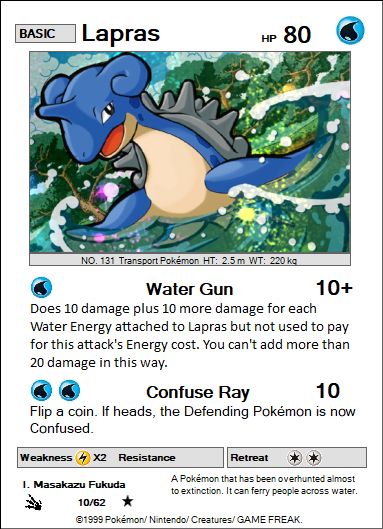 BASIC Lapras HP 80
NO. 131 Transport Pokémon HT: 2.5 m WT: 220 kg
Water Gun 10+
Does 10 damage plus 10 more damage for each
Water Energy attached to Lapras but not used to pay
for this attack's Energy cost. You can't add more than
20 damage in this way.
Confuse Ray 10
Flip a coin. If heads, the Defending Pokémon is now
Confused.
Weakness X2 Resistance Retreat
I. Masakazu Fukuda
10/62
A Pokémon that has been overhunted almost
to extinction. It can ferry people across water.
©1999 Pokémon/ Nintendo/ Creatures/ GAME FREAK.